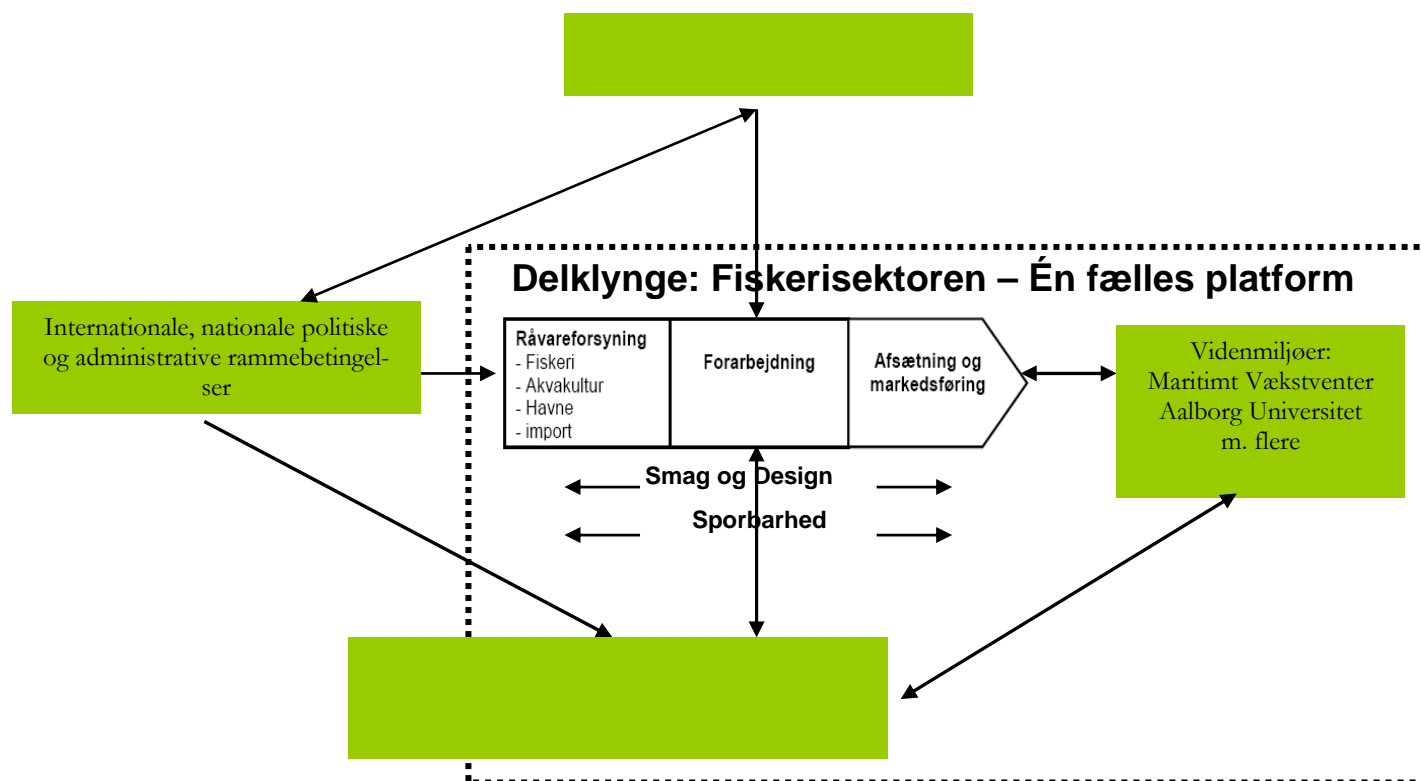 Delklynge: Fiskerisektoren – Én fælles platform
Internationale, nationale politiske
og administrative rammebetingel-
ser
Råvareforsyning
- Fiskeri
- Akvakultur
- Havne
- import
Forarbejdning
Afsætning og
markedsføring
Videnmiljøer:
Maritimt Vækstventer
Aalborg Universitet
m. flere
Smag og Design
Sporbarhed